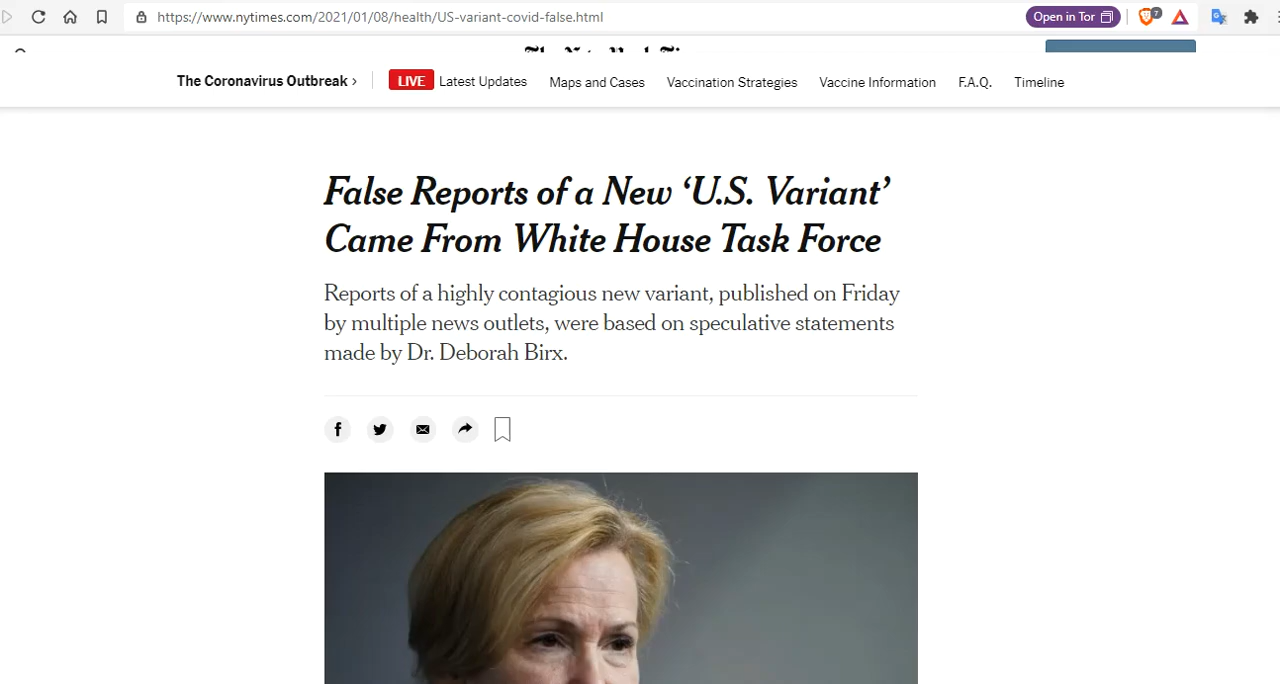 https://www.nytimes.com/2021/01/08/health/US-variant-covid-false.html
Open in Tor
7
The Coronavirus Outbreak ›
LIVE Latest Updates Maps and Cases Vaccination Strategies Vaccine Information F.A.Q. Timeline
False Reports of a New ‘U.S. Variant’
Came From White House Task Force
Reports of a highly contagious new variant, published on Friday
by multiple news outlets, were based on speculative statements
made by Dr. Deborah Birx.